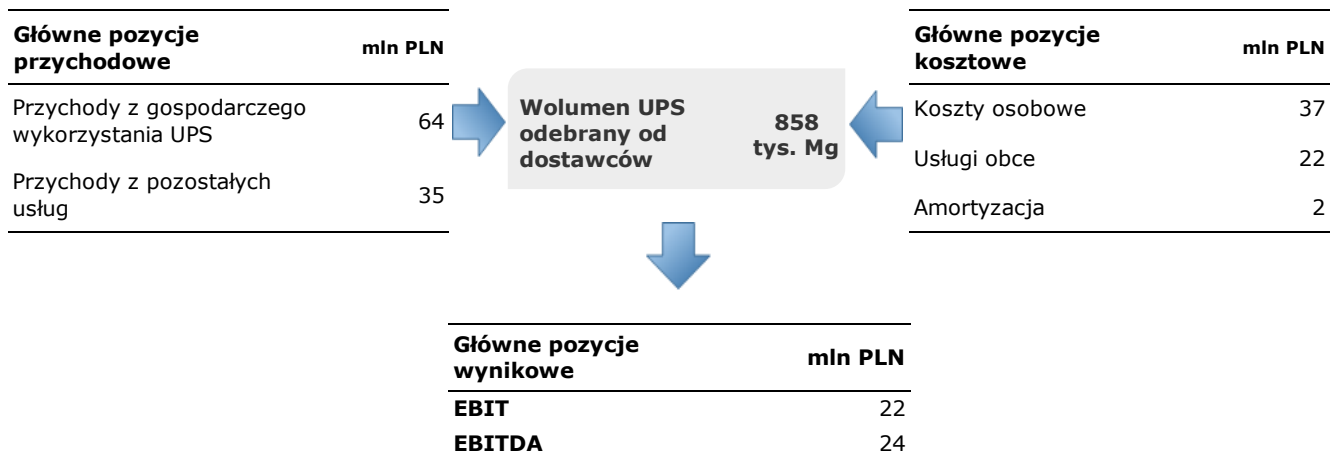 Główne pozycje
przychodowe
mln PLN
Przychody z gospodarczego
wykorzystania UPS
64
Przychody z pozostałych
usług
35
Wolumen UPS
odebrany od
dostawców
858
tys. Mg
Główne pozycje
kosztowe
mln PLN
Koszty osobowe 37
Usługi obce 22
Amortyzacja 2
Główne pozycje
wynikowe
mln PLN
EBIT 22
EBITDA 24